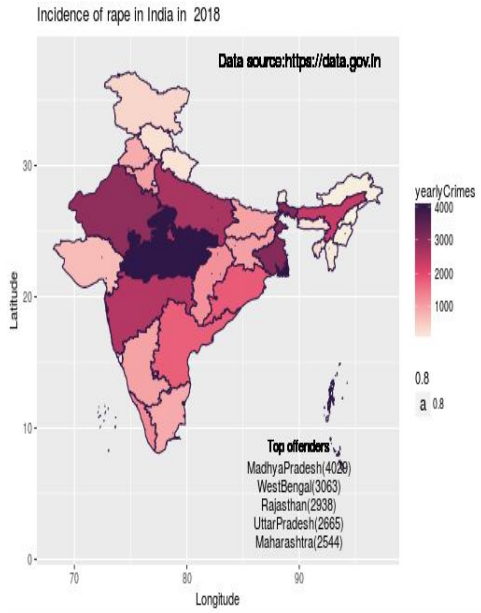 Incidence of rape in India in 2018
Data source:https://data.gov.in
30
20
10
0
Latitude
70
80
90
Longitude
yearlyCrimes
4000
3000
2000
1000
0.8
a 0.8
Top offenders
MadhyaPradesh(4029)
WestBengal(3063)
Rajasthan(2938)
UttarPradesh(2665)
Maharashtra(2544)